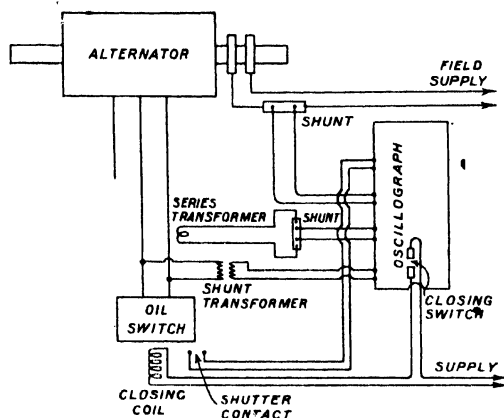 ALTERNATOR
FIELD
SUPPLY
SHUNT
OSCILLOGRAPH
SERIES
TRANSFORMER
SHUNT
SHUNT
TRANSFORMER
CLOSING
SWITCH
OIL
SWITCH
SUPPLY
CLOSING
COIL
SHUTTER
CONTACT